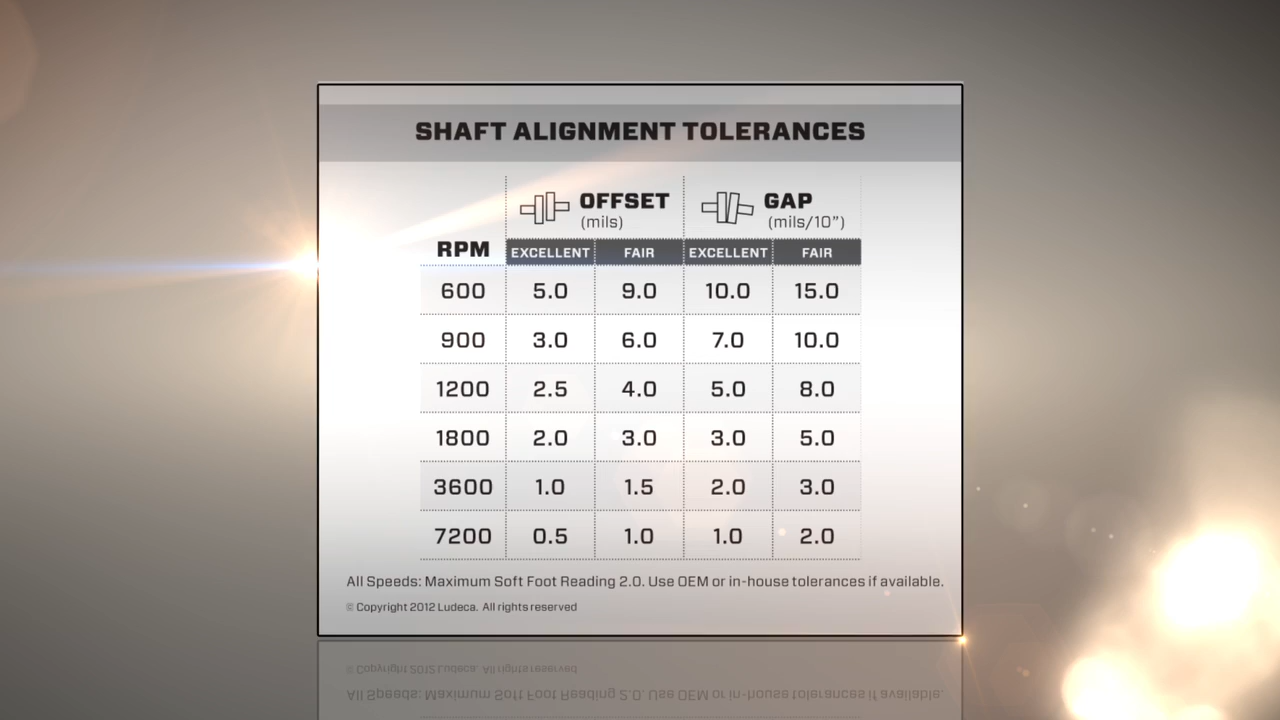 SHAFT ALIGNMENT TOLERANCES
OFFSET GAP
(mils) (mils/10")
RPM EXCELLENT FAIR EXCELLENT FAIR
600 5.0 9.0 10.0 15.0
900 3.0 6.0 7.0 10.0
1200 2.5 4.0 5.0 8.0
1800 2.0 3.0 3.0 5.0
3600 1.0 1.5 2.0 3.0
7200 0.5 1.0 1.0 2.0
All Speeds: Maximum Soft Foot Reading 2.0. Use OEM or in-house tolerances if available.
© Copyright 2012 Ludeca. All rights reserved